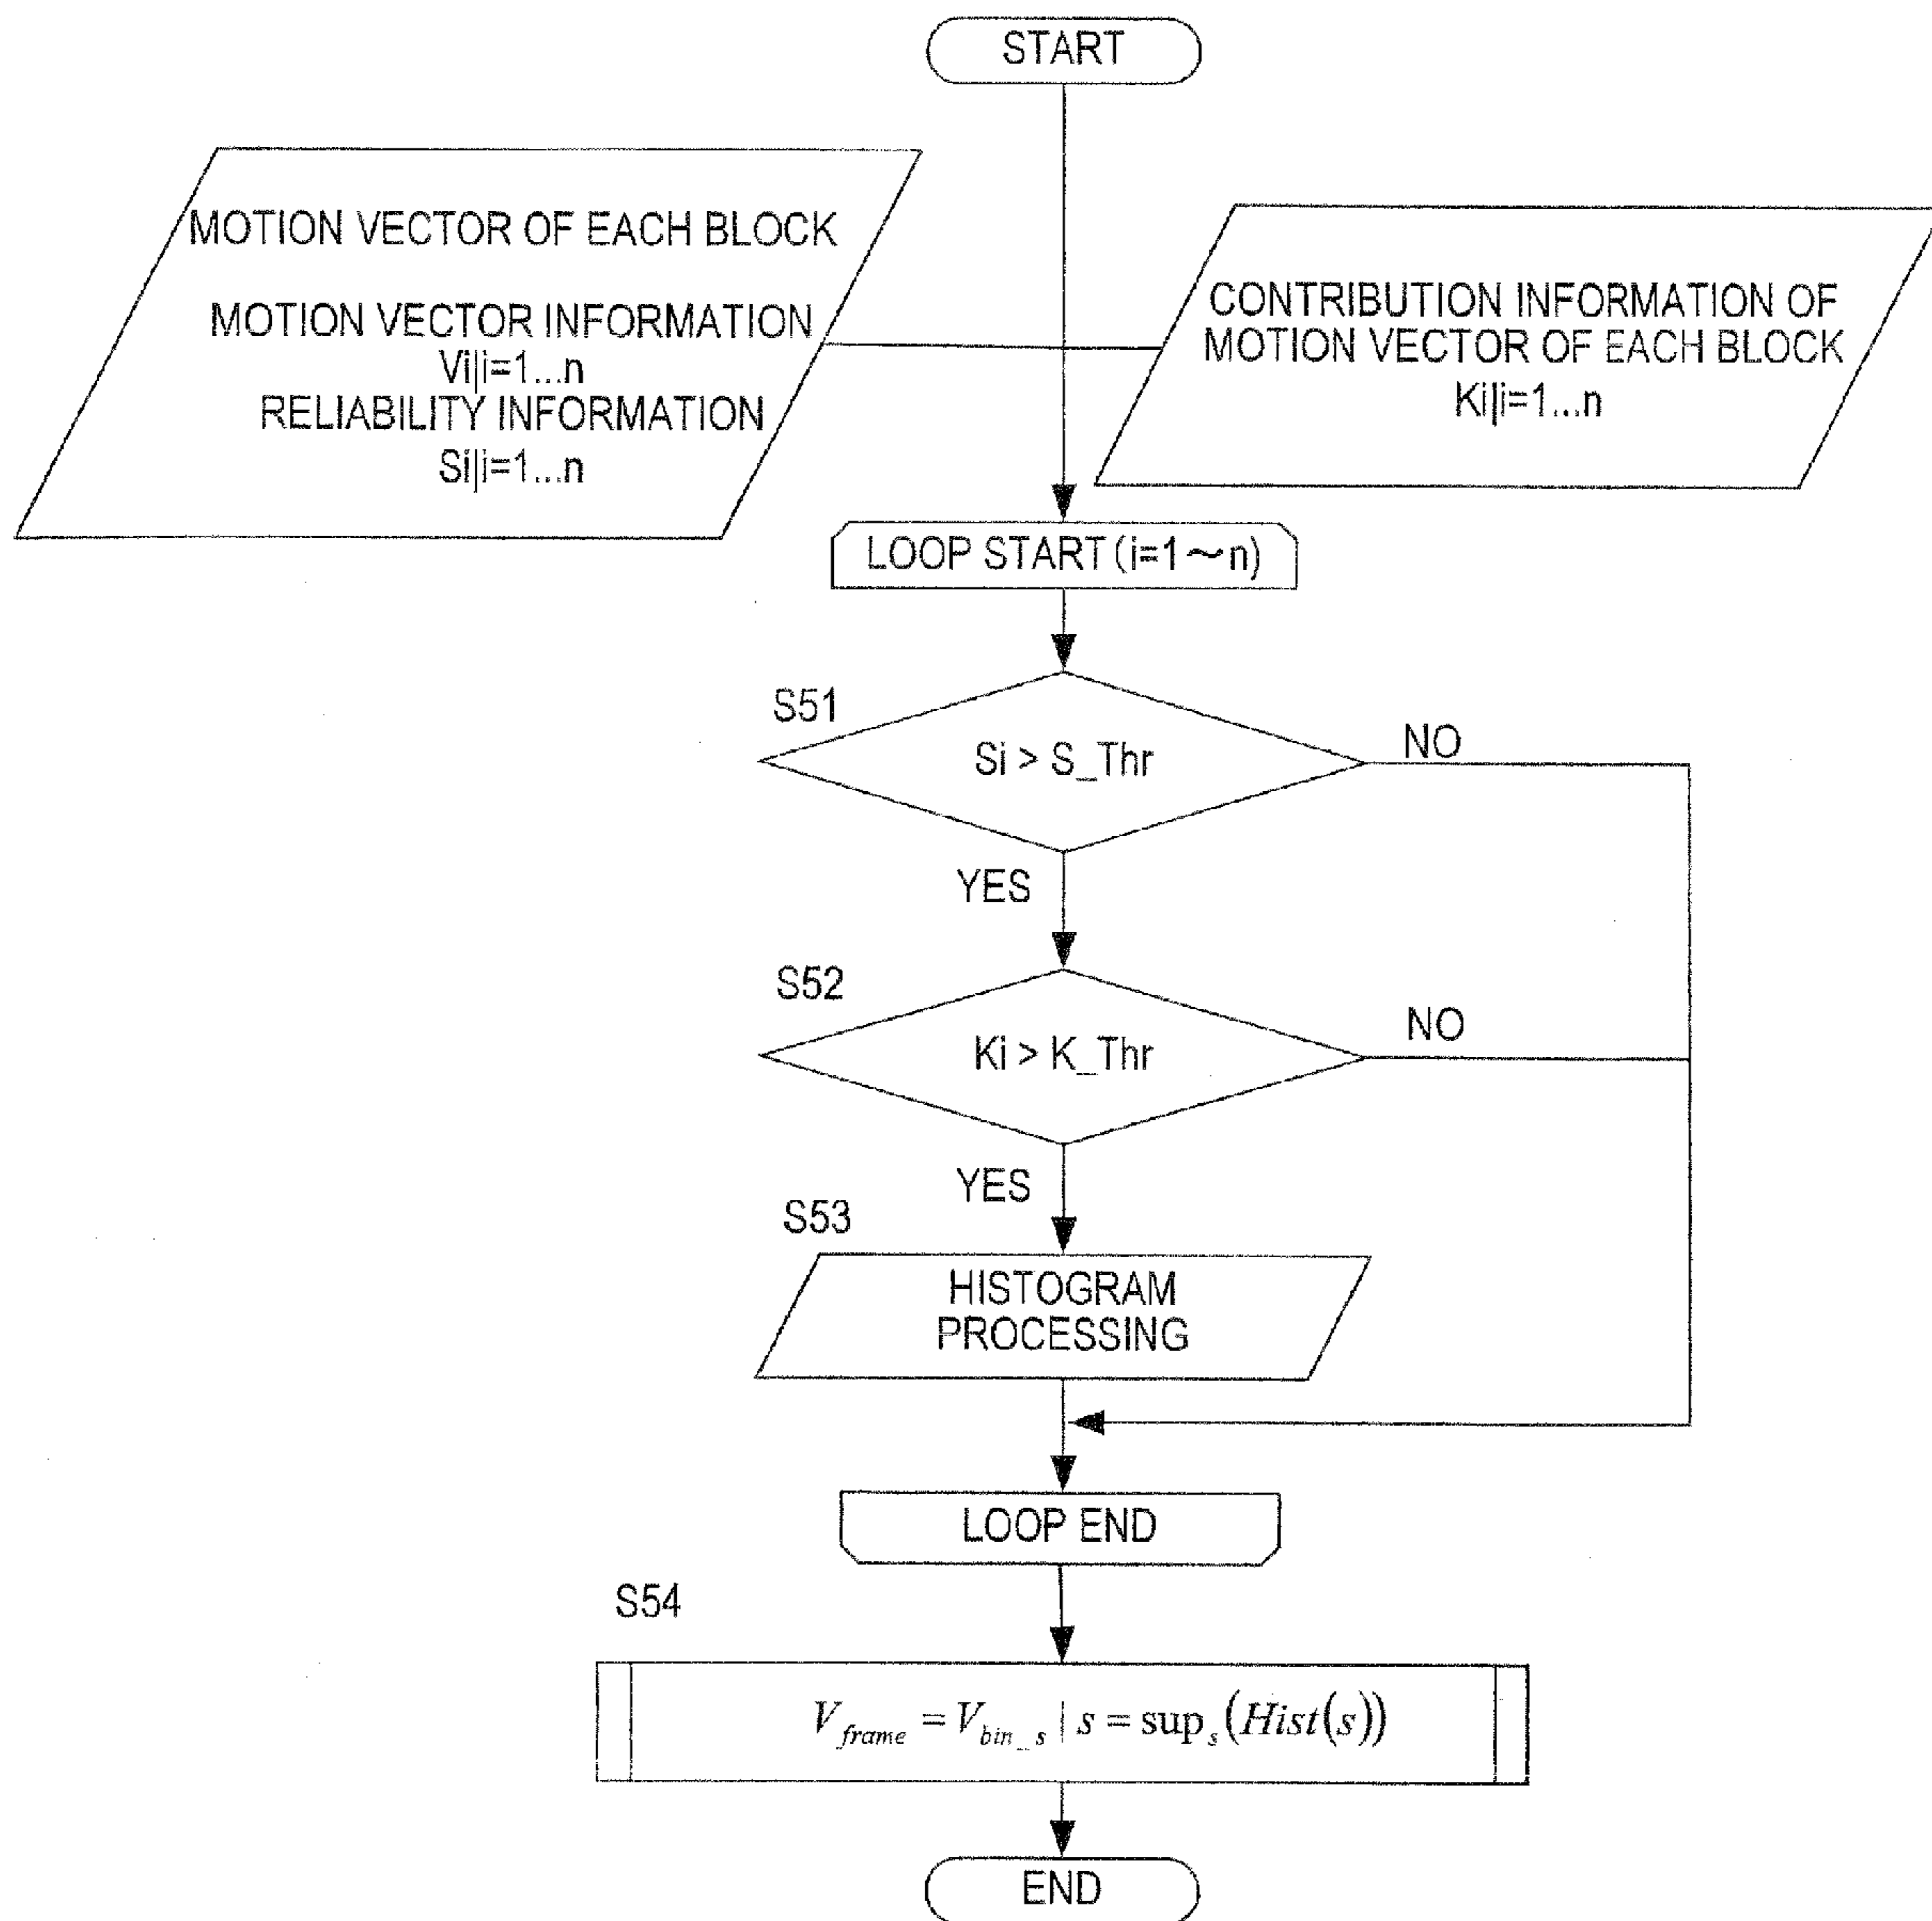 START
MOTION VECTOR OF EACH BLOCK
MOTION VECTOR INFORMATION
Vi|i=1...n
RELIABILITY INFORMATION
Si|i=1...n
CONTRIBUTION INFORMATION OF
MOTION VECTOR OF EACH BLOCK
Ki|i=1...n
LOOP START (i=1～n)
S51
Si > S_Thr
NO
YES
S52
Ki > K_Thr
NO
YES
S53
HISTOGRAM
PROCESSING
LOOP END
S54
V_frame = V_bin_s | s = sup_s(Hist(s))
END